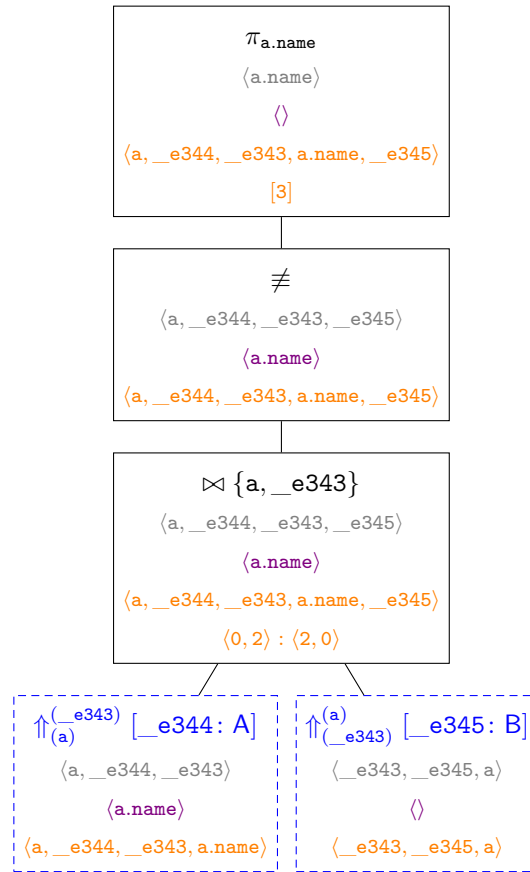 π a.name
⟨a.name⟩
⟨⟩
⟨a, __e344, __e343, a.name, __e345⟩
[3]
≢
⟨a, __e344, __e343, __e345⟩
⟨a.name⟩
⟨a, __e344, __e343, a.name, __e345⟩
⋈ {a, __e343}
⟨a, __e344, __e343, __e345⟩
⟨a.name⟩
⟨a, __e344, __e343, a.name, __e345⟩
⟨0, 2⟩ : ⟨2, 0⟩
⇑(__e343)(a) [__e344: A]
⟨a, __e344, __e343⟩
⟨a.name⟩
⟨a, __e344, __e343, a.name⟩
⇑(a)(__e343) [__e345: B]
⟨__e343, __e345, a⟩
⟨⟩
⟨__e343, __e345, a⟩